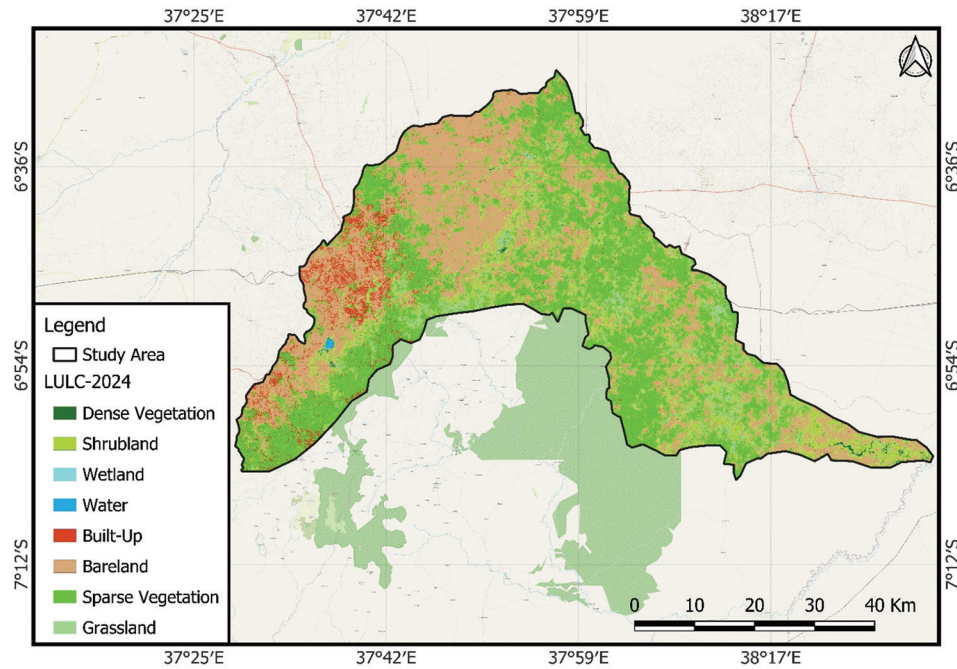 37°25'E 37°42'E 37°59'E 38°17'E
6°36'S 6°36'S
6°54'S 6°54'S
7°12'S 7°12'S
Legend
Study Area
LULC-2024
Dense Vegetation
Shrubland
Wetland
Water
Built-Up
Bareland
Sparse Vegetation
Grassland
0 10 20 30 40 Km
37°25'E 37°42'E 37°59'E 38°17'E